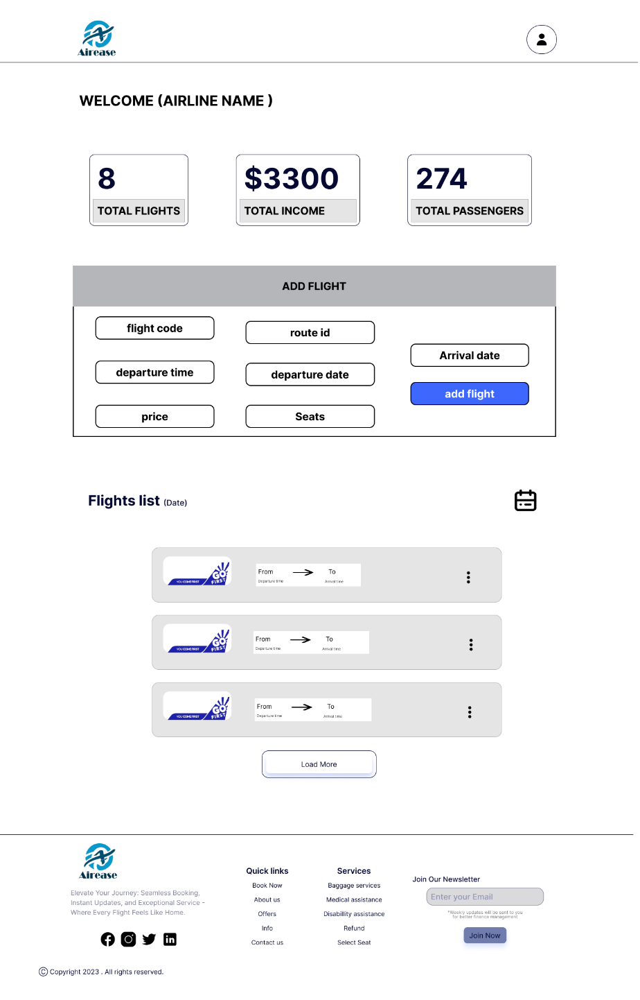 Airease
WELCOME (AIRLINE NAME )
8
TOTAL FLIGHTS
$3300
TOTAL INCOME
274
TOTAL PASSENGERS
ADD FLIGHT
flight code
route id
Arrival date
departure time
departure date
add flight
price
Seats
Flights list (Date)
YOU COME FIRST
GO
FIRST
From
To
Departure time
Arrival time
YOU COME FIRST
GO
FIRST
From
To
Departure time
Arrival time
YOU COME FIRST
GO
FIRST
From
To
Departure time
Arrival time
Load More
Airease
Elevate Your Journey: Seamless Booking,
Instant Updates, and Exceptional Service -
Where Every Flight Feels Like Home.
Quick links
Book Now
About us
Offers
Info
Contact us
Services
Baggage services
Medical assistance
Disabillity assistance
Refund
Select Seat
Join Our Newsletter
Enter your Email
*Weekly updates will be sent to you
for better finance management.
Join Now
© Copyright 2023 . All rights reserved.